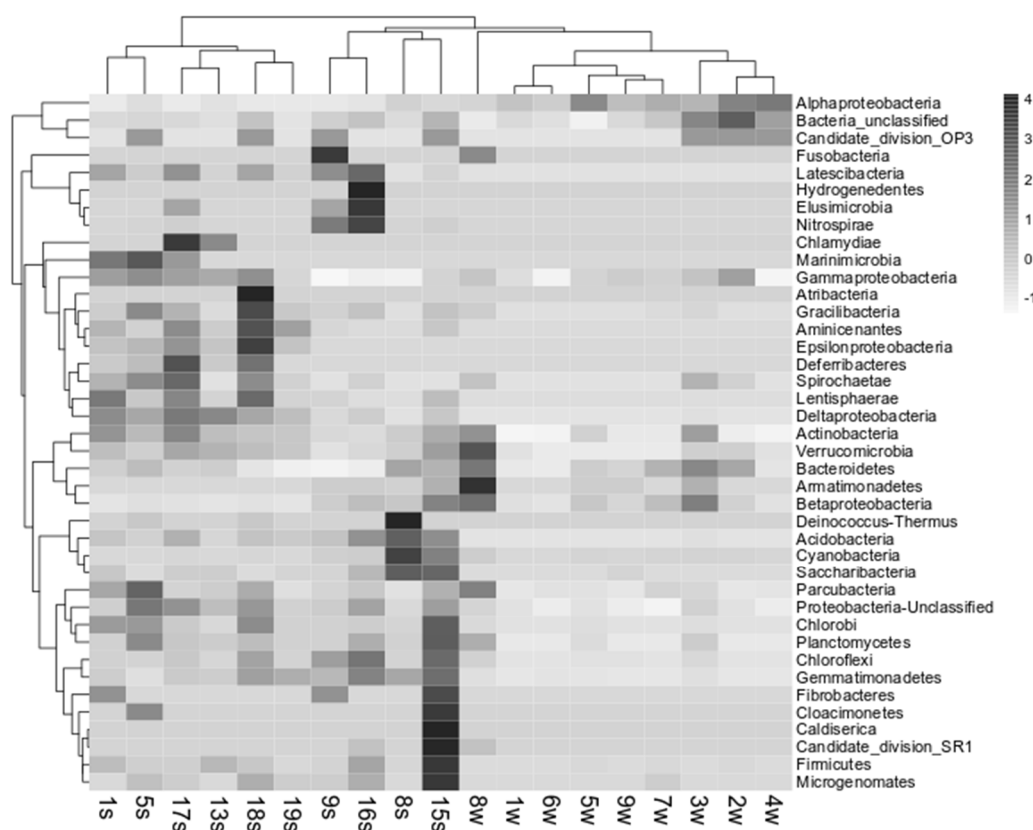 4
3
2
1
0
-1
Alphaproteobacteria
Bacteria_unclassified
Candidate_division_OP3
Fusobacteria
Latescibacteria
Hydrogenedentes
Elusimicrobia
Nitrospirae
Chlamydiae
Marinimicrobia
Gammaproteobacteria
Atribacteria
Gracilibacteria
Aminicenantes
Epsilonproteobacteria
Deferribacteres
Spirochaetae
Lentisphaerae
Deltaproteobacteria
Actinobacteria
Verrucomicrobia
Bacteroidetes
Armatimonadetes
Betaproteobacteria
Deinococcus-Thermus
Acidobacteria
Cyanobacteria
Saccharibacteria
Parcubacteria
Proteobacteria-Unclassified
Chlorobi
Planctomycetes
Chloroflexi
Gemmatimonadetes
Fibrobacteres
Cloacimonetes
Caldiserica
Candidate_division_SR1
Firmicutes
Microgenomates
1s 5s 17s 13s 18s 19s 9s 16s 8s 15s 8w 1w 6w 5w 9w 7w 3w 2w 4w